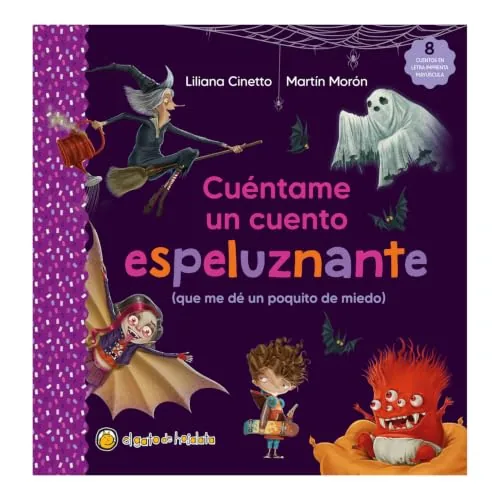 8
CUENTOS EN
LETRA IMPRENTA
MAYÚSCULA
Liliana Cinetto Martín Morón
Cuéntame
un cuento
espeluznante
(que me dé un poquito de miedo)
el gato de hojalata